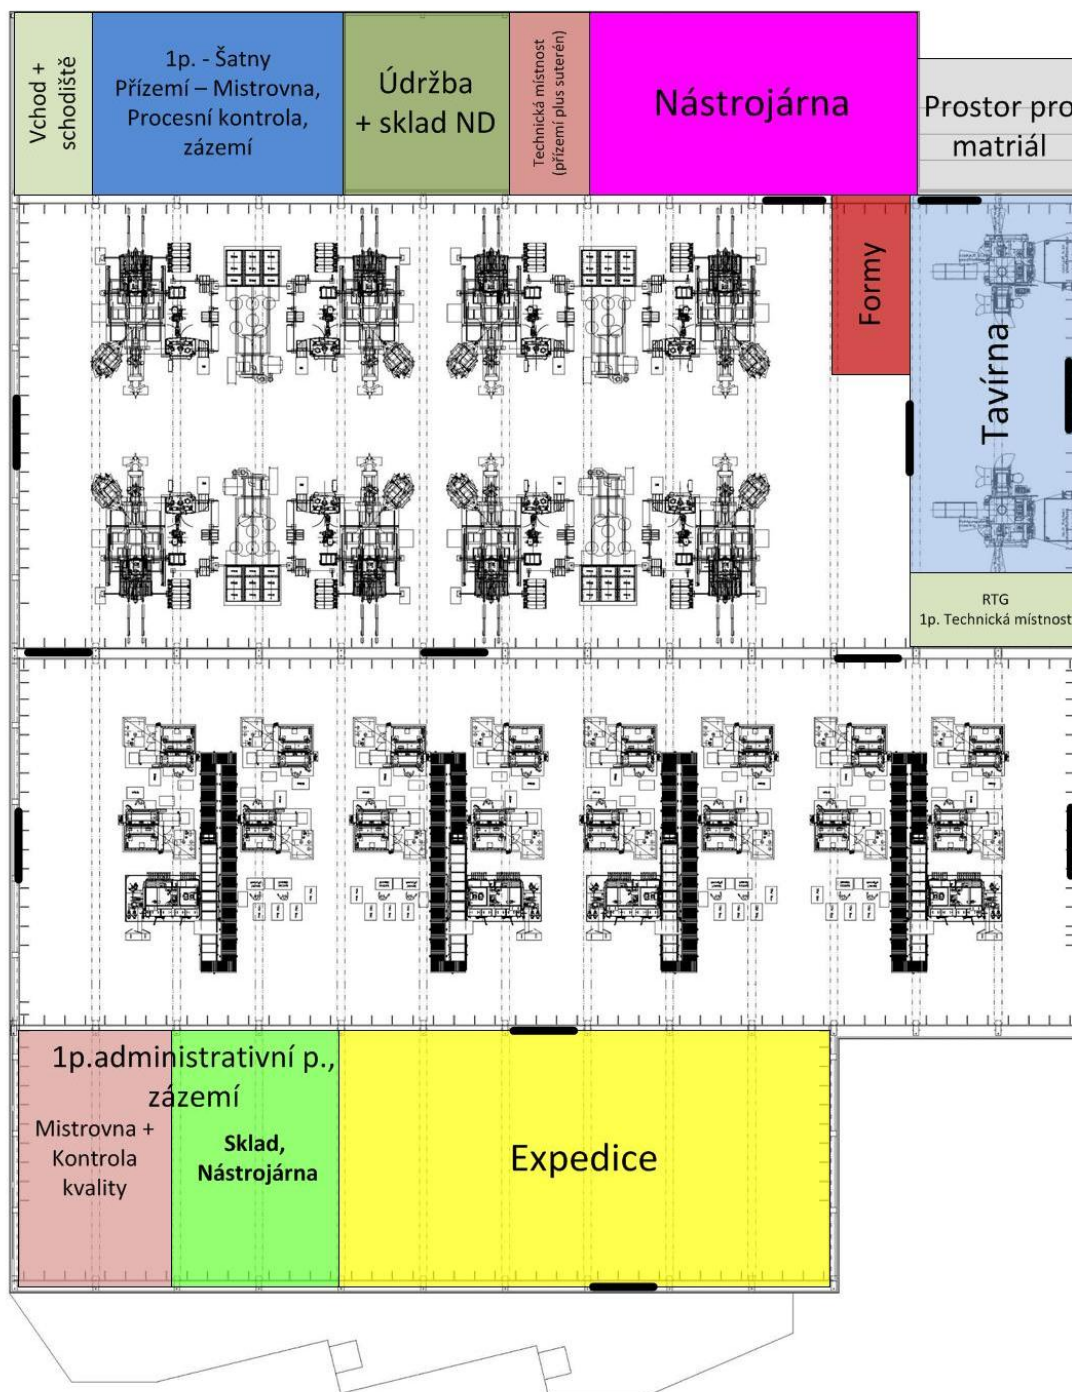 Vchod +
schodiště
1p. - Šatny
Přízemí – Mistrovna,
Procesní kontrola,
zázemí
Údržba
+ sklad ND
Technická místnost
(přízemí plus suterén)
Nástrojárna
Prostor pro
matriál
Formy
Tavírna
RTG
1p. Technická místnost
1p.administrativní p.,
zázemí
Mistrovna +
Kontrola
kvality
Sklad,
Nástrojárna
Expedice